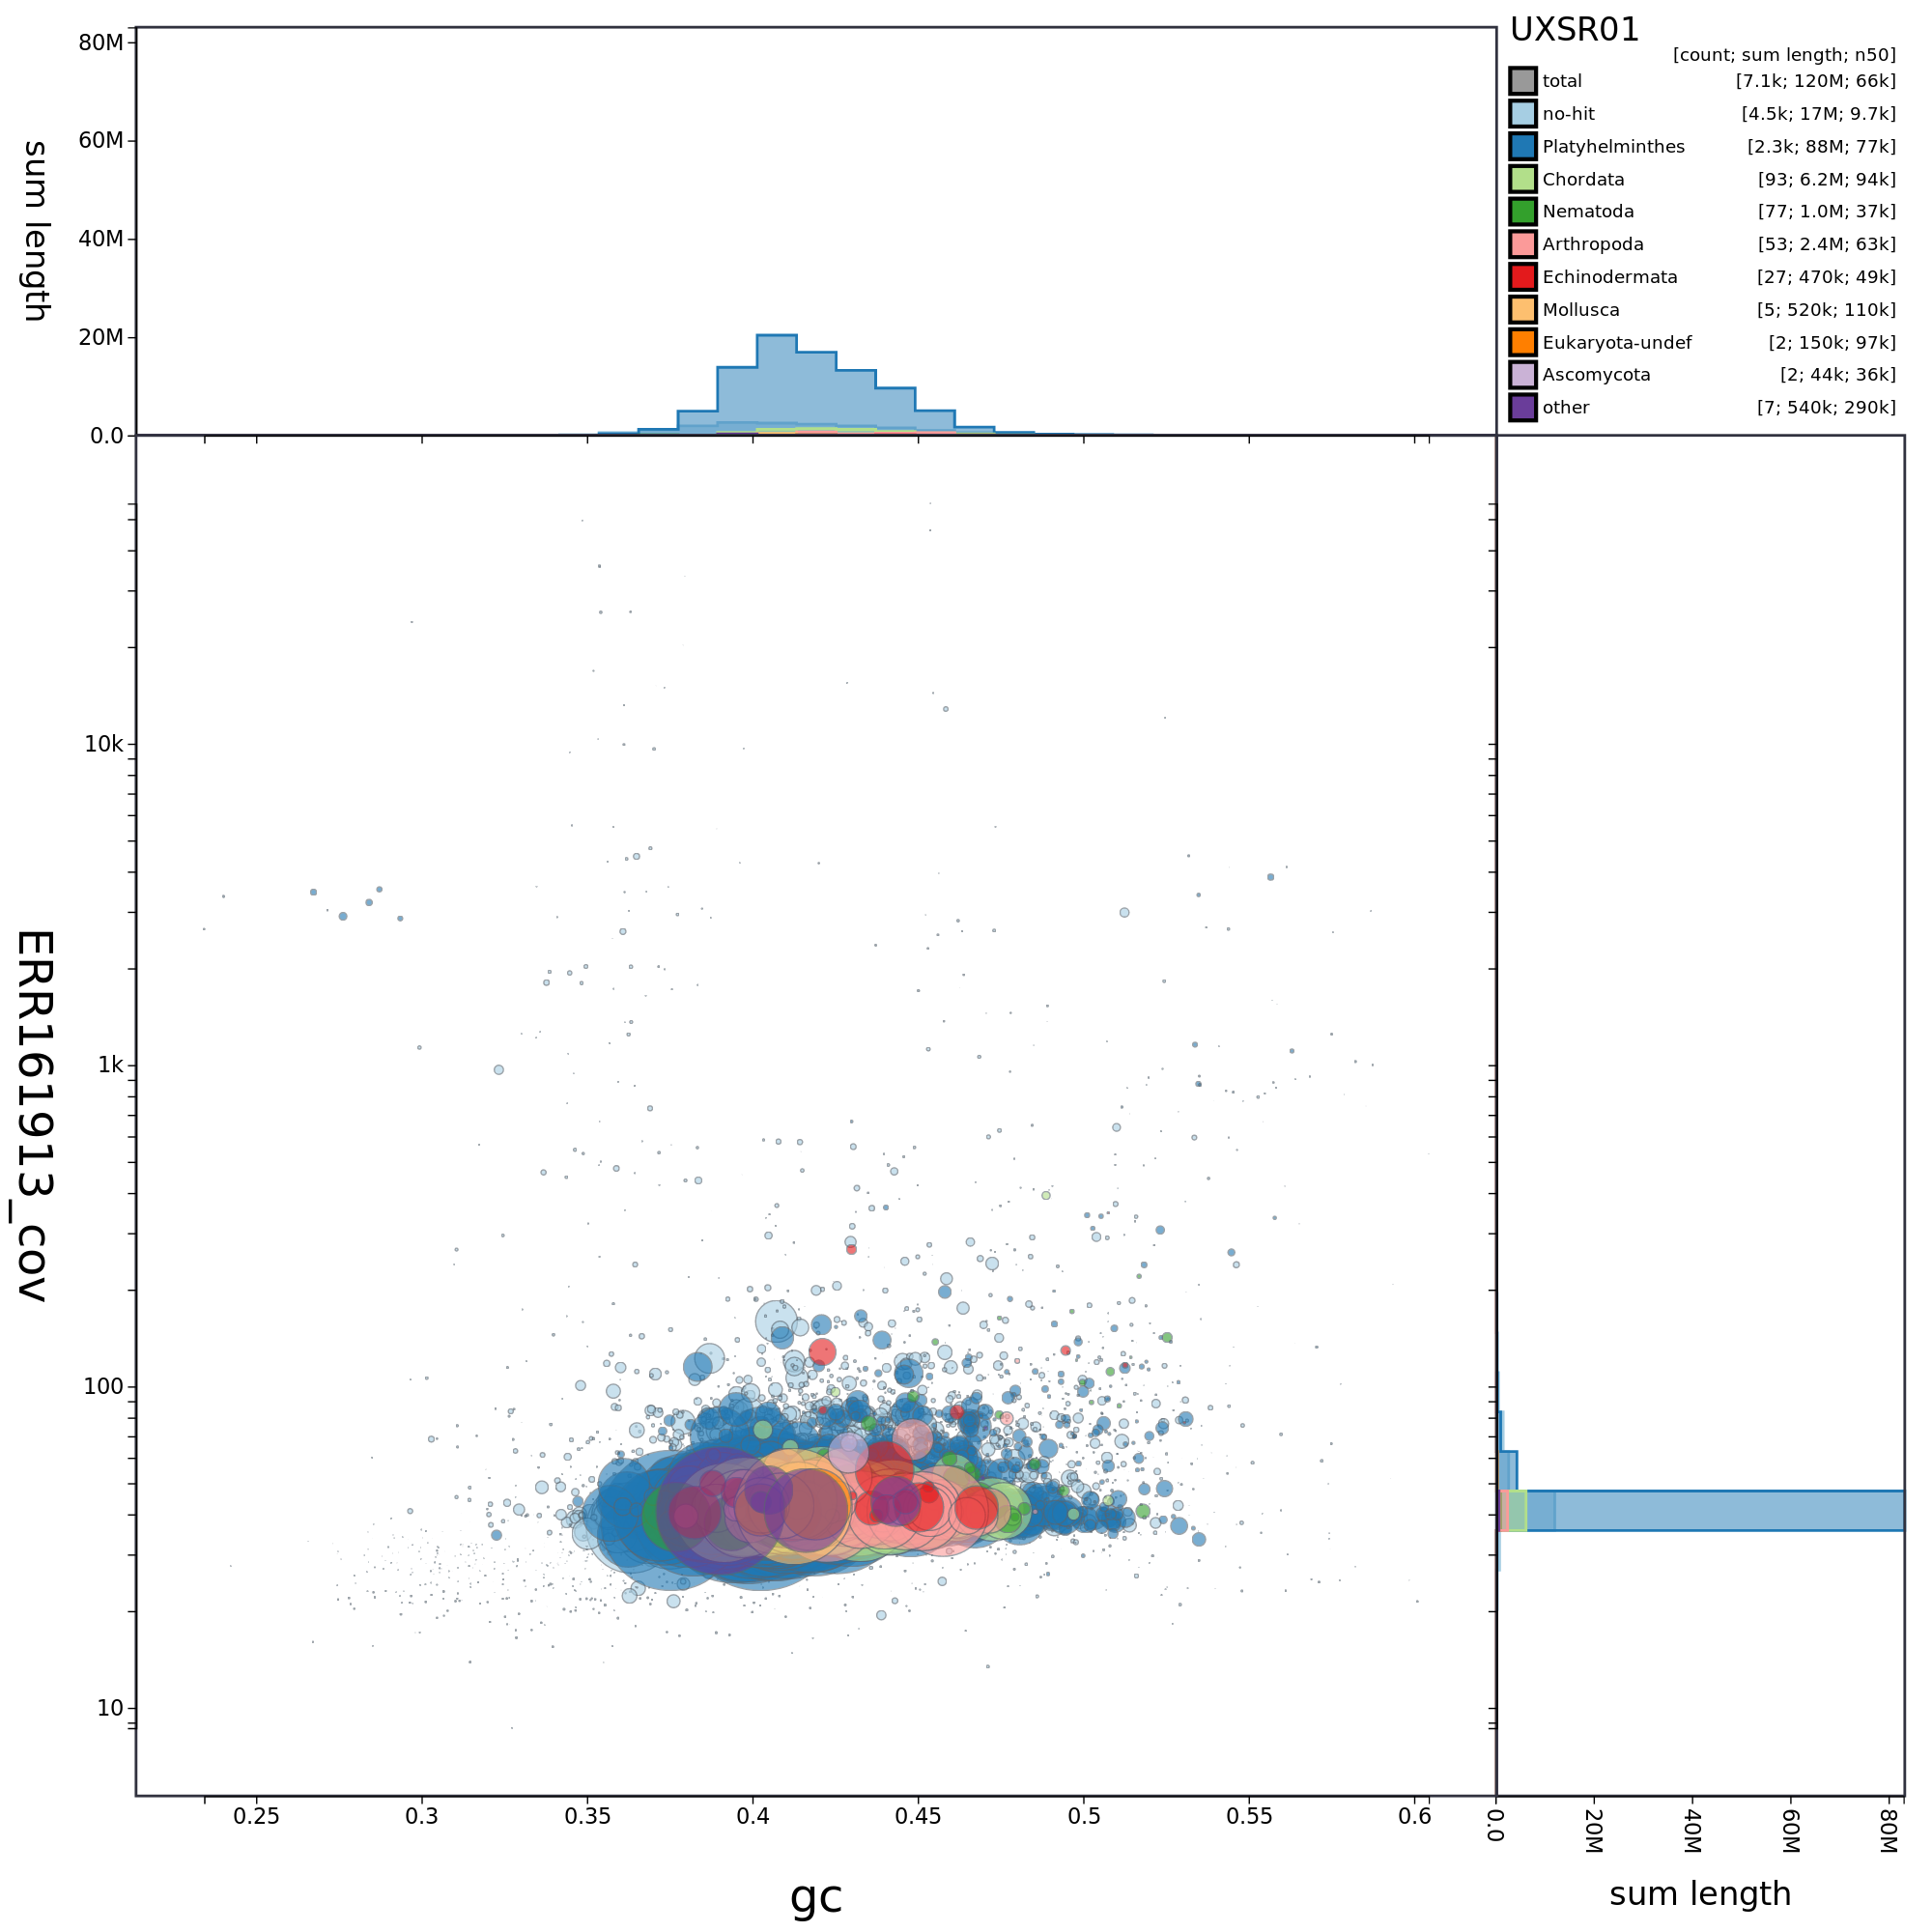 UXSR01
[count; sum length; n50]
total [7.1k; 120M; 66k]
no-hit [4.5k; 17M; 9.7k]
Platyhelminthes [2.3k; 88M; 77k]
Chordata [93; 6.2M; 94k]
Nematoda [77; 1.0M; 37k]
Arthropoda [53; 2.4M; 63k]
Echinodermata [27; 470k; 49k]
Mollusca [5; 520k; 110k]
Eukaryota-undef [2; 150k; 97k]
Ascomycota [2; 44k; 36k]
other [7; 540k; 290k]
sum length
80M
60M
40M
20M
0.0
ERR161913_cov
10k
1k
100
10
0.25 0.3 0.35 0.4 0.45 0.5 0.55 0.6
gc
0.0 20M 40M 60M 80M
sum length